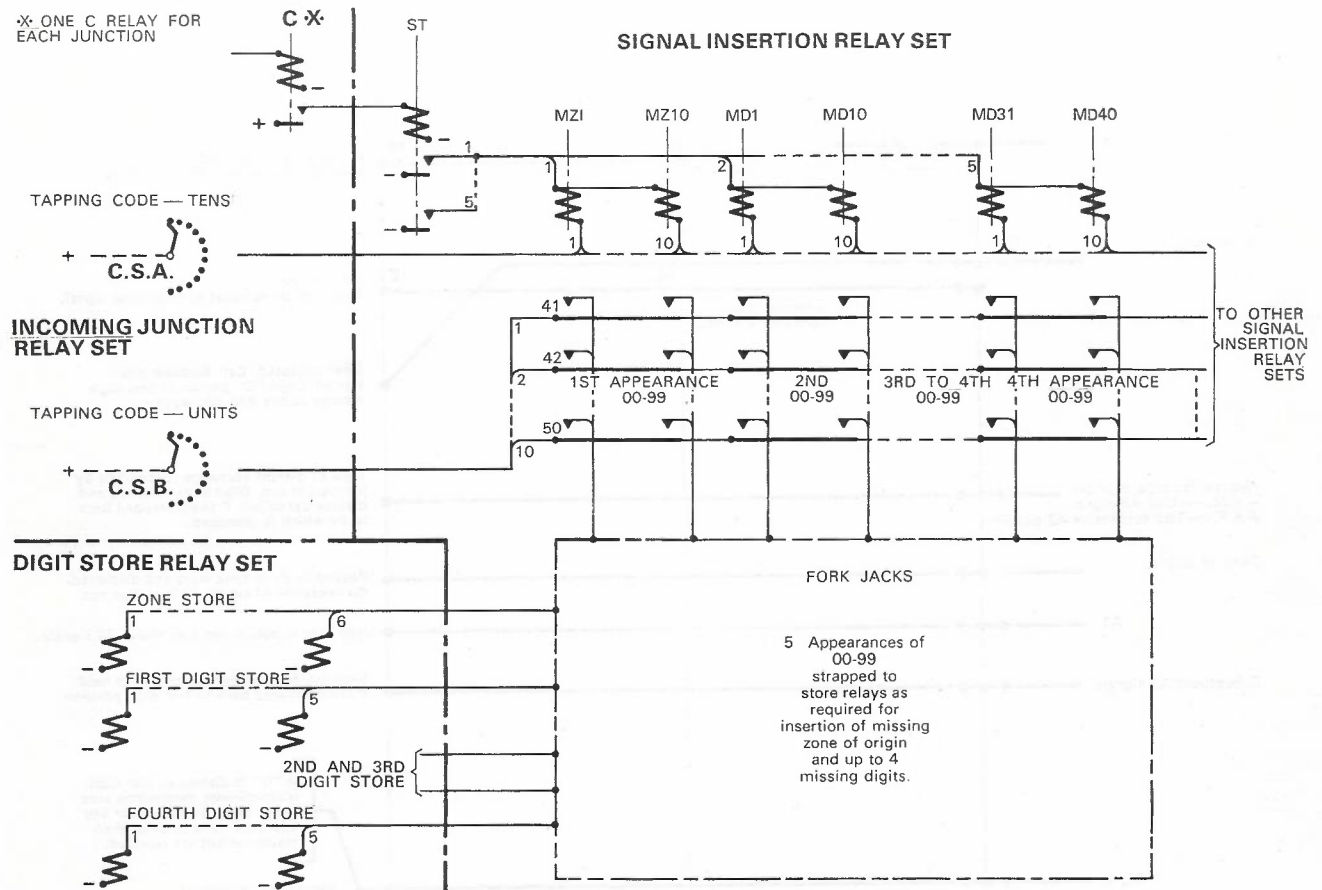 ·X· ONE C RELAY FOR
EACH JUNCTION
C ·X·
ST
SIGNAL INSERTION RELAY SET
MZI
MZ10
MD1
MD10
MD31
MD40
+
-
-
1
1
2
5
-
5
-
TAPPING CODE — TENS
+
C.S.A.
1
10
1
10
1
10
INCOMING JUNCTION
RELAY SET
41
1
42
2
1ST APPEARANCE
00-99
2ND
00-99
3RD TO 4TH
00-99
4TH APPEARANCE
00-99
50
10
TO OTHER
SIGNAL
INSERTION
RELAY
SETS
TAPPING CODE — UNITS
+
C.S.B.
DIGIT STORE RELAY SET
ZONE STORE
1
6
-
-
FIRST DIGIT STORE
1
5
-
-
2ND AND 3RD
DIGIT STORE
FOURTH DIGIT STORE
1
5
-
-
FORK JACKS
5 Appearances of
00-99
strapped to
store relays as
required for
insertion of missing
zone of origin
and up to 4
missing digits.